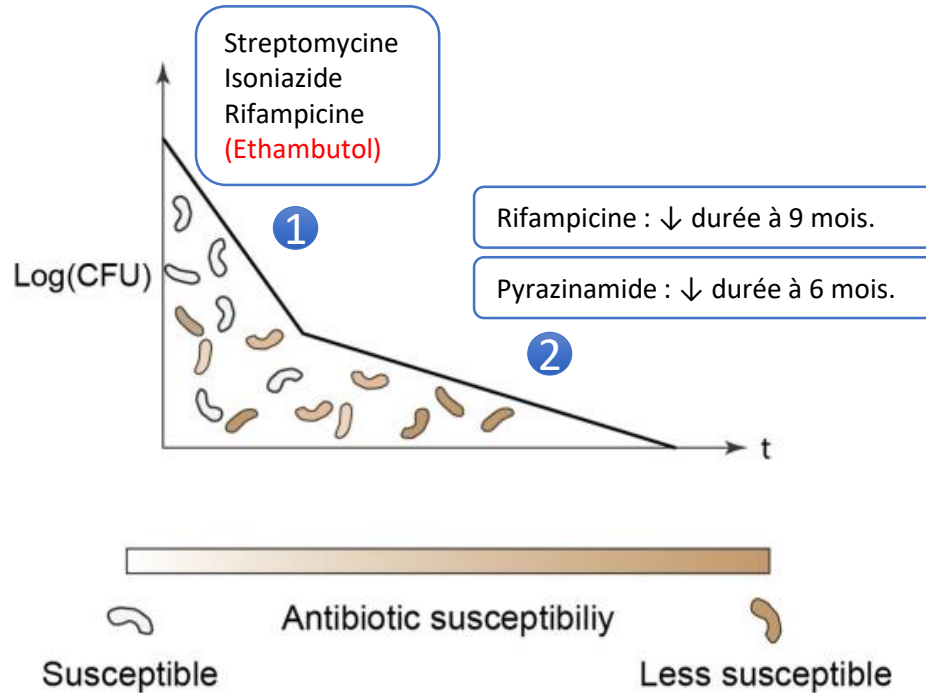 Streptomycine
Isoniazide
Rifampicine
(Ethambutol)
1
Rifampicine : ↓ durée à 9 mois.
Log(CFU)
Pyrazinamide : ↓ durée à 6 mois.
2
t
Antibiotic susceptibiliy
Susceptible
Less susceptible